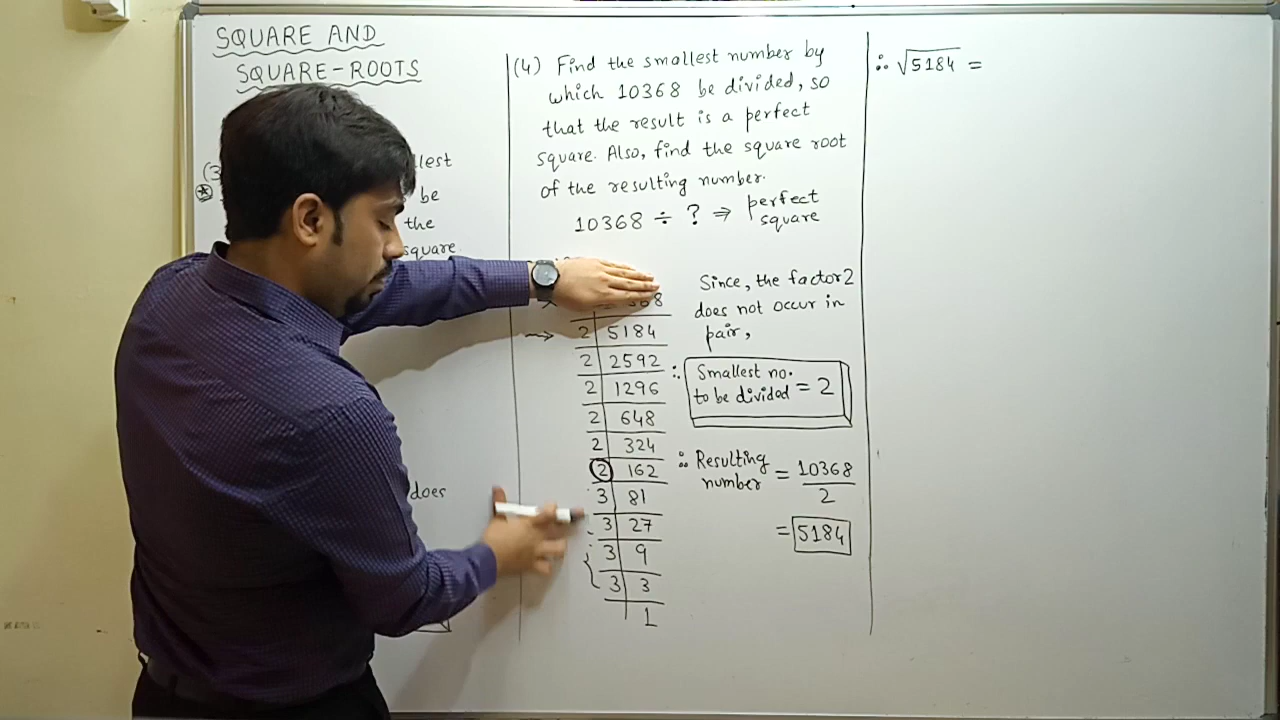 SQUARE AND
SQUARE-ROOTS
(3
lest
be
the
square
does
(4) Find the smallest number by
which 10368 be divided, so
that the result is a perfect
square. Also, find the square root
of the resulting number.
10368 ÷ ? ⇒ perfect
square
368
2 5184
2 2592
2 1296
2 648
2 324
2 162
3 81
3 27
3 9
3 3
1
Since, the factor 2
does not occur in
pair,
∴ Smallest no.
to be divided = 2
∴ Resulting
number = 10368
2
= 5184
∴ √5184 =